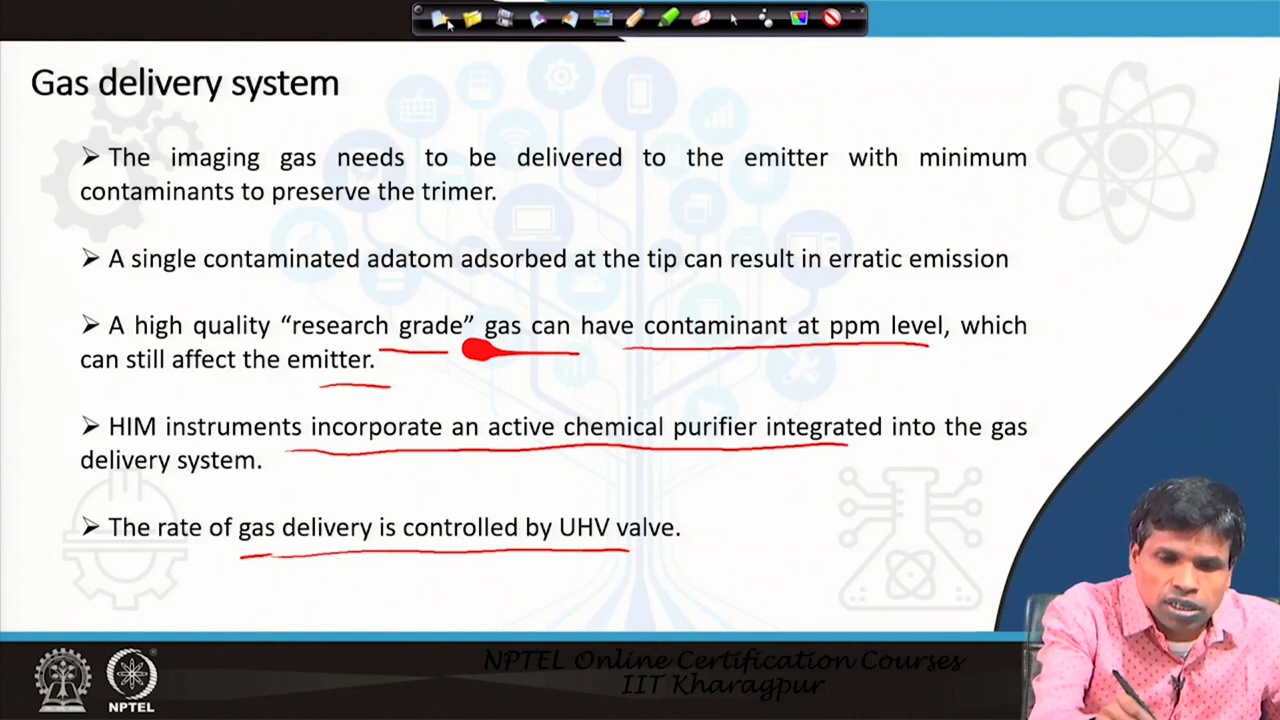 Gas delivery system
➢ The imaging gas needs to be delivered to the emitter with minimum
contaminants to preserve the trimer.
➢ A single contaminated adatom adsorbed at the tip can result in erratic emission
➢ A high quality “research grade” gas can have contaminant at ppm level, which
can still affect the emitter.
➢ HIM instruments incorporate an active chemical purifier integrated into the gas
delivery system.
➢ The rate of gas delivery is controlled by UHV valve.
NPTEL Online Certification Courses
IIT Kharagpur
NPTEL